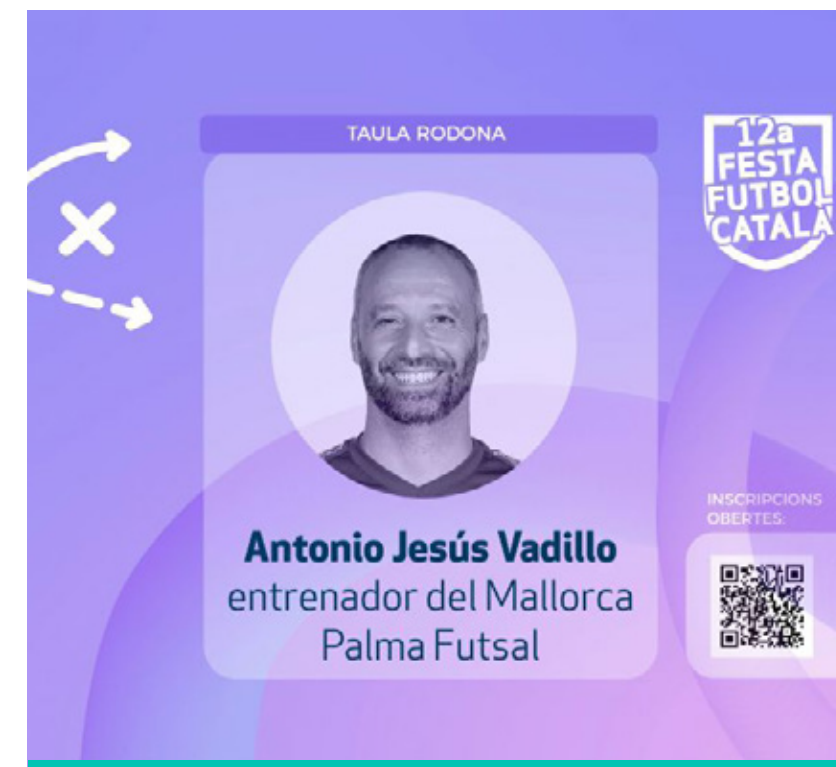 TAULA RODONA
12a
FESTA
FUTBOL
CATALÀ
Antonio Jesús Vadillo
entrenador del Mallorca
Palma Futsal
INSCRIPCIONS
OBERTES: